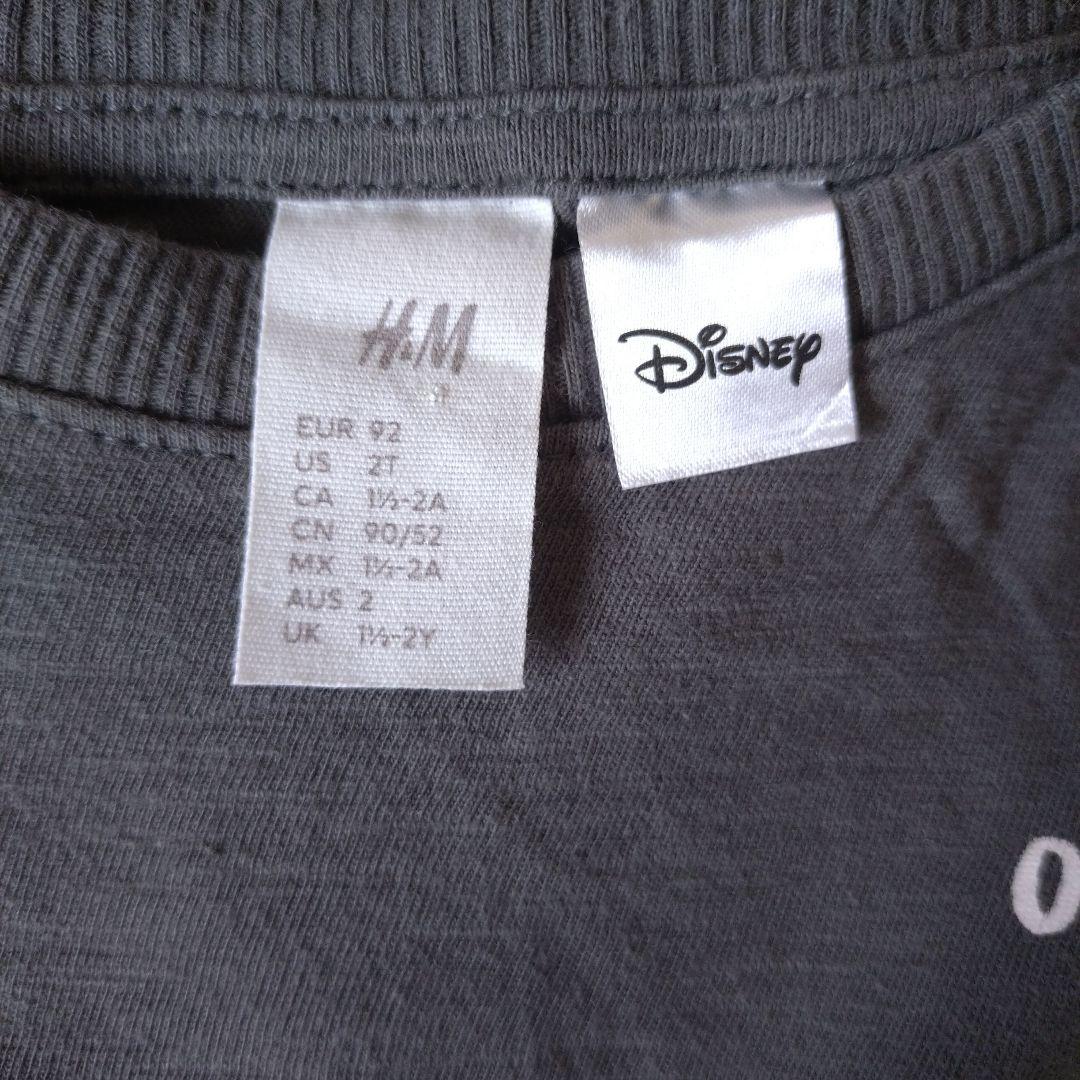 H&M
EUR 92
US 2T
CA 1½-2A
CN 90/52
MX 1½-2A
AUS 2
UK 1½-2Y
Disney
O